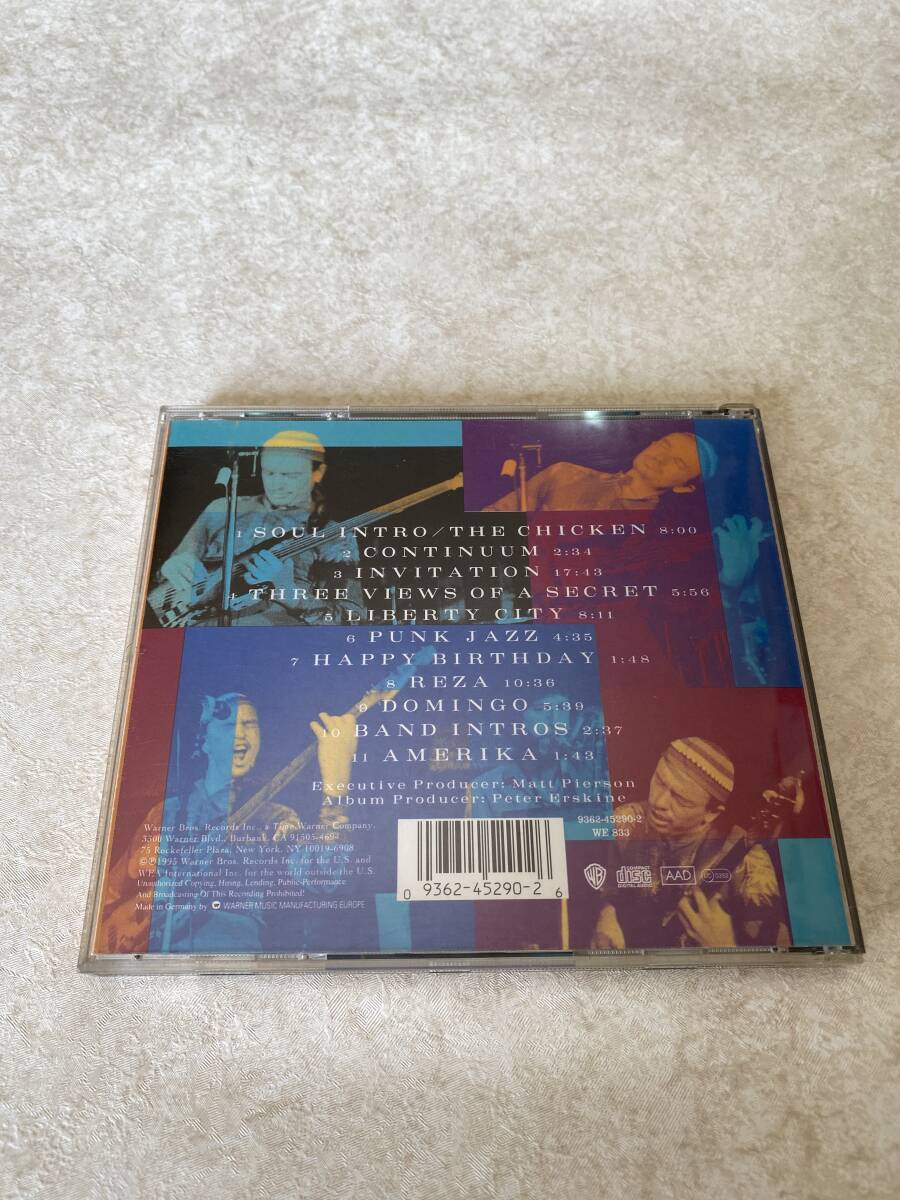 1 SOUL INTRO/THE CHICKEN 8:00
2 CONTINUUM 2:34
3 INVITATION 17:43
4 THREE VIEWS OF A SECRET 5:56
5 LIBERTY CITY 8:11
6 PUNK JAZZ 4:35
7 HAPPY BIRTHDAY 1:48
8 REZA 10:36
9 DOMINGO 5:39
10 BAND INTROS 2:37
11 AMERIKA 1:43
Executive Producer: Matt Pierson
Album Producer: Peter Erskine
Warner Bros. Records Inc., a Time Warner Company,
3300 Warner Blvd., Burbank, CA 91505-4694
75 Rockefeller Plaza, New York, NY 10019-6908.
©℗1995 Warner Bros. Records Inc. for the U.S. and
WEA International Inc. for the world outside the U.S.
Unauthorized Copying, Hiring, Lending, Public Performance
And Broadcasting Of This Recording Prohibited!
Made in Germany by WARNER MUSIC MANUFACTURING EUROPE
0 9362-45290-2 6
9362-45290-2
WE 833
WB
COMPACT
disc
DIGITAL AUDIO
AAD